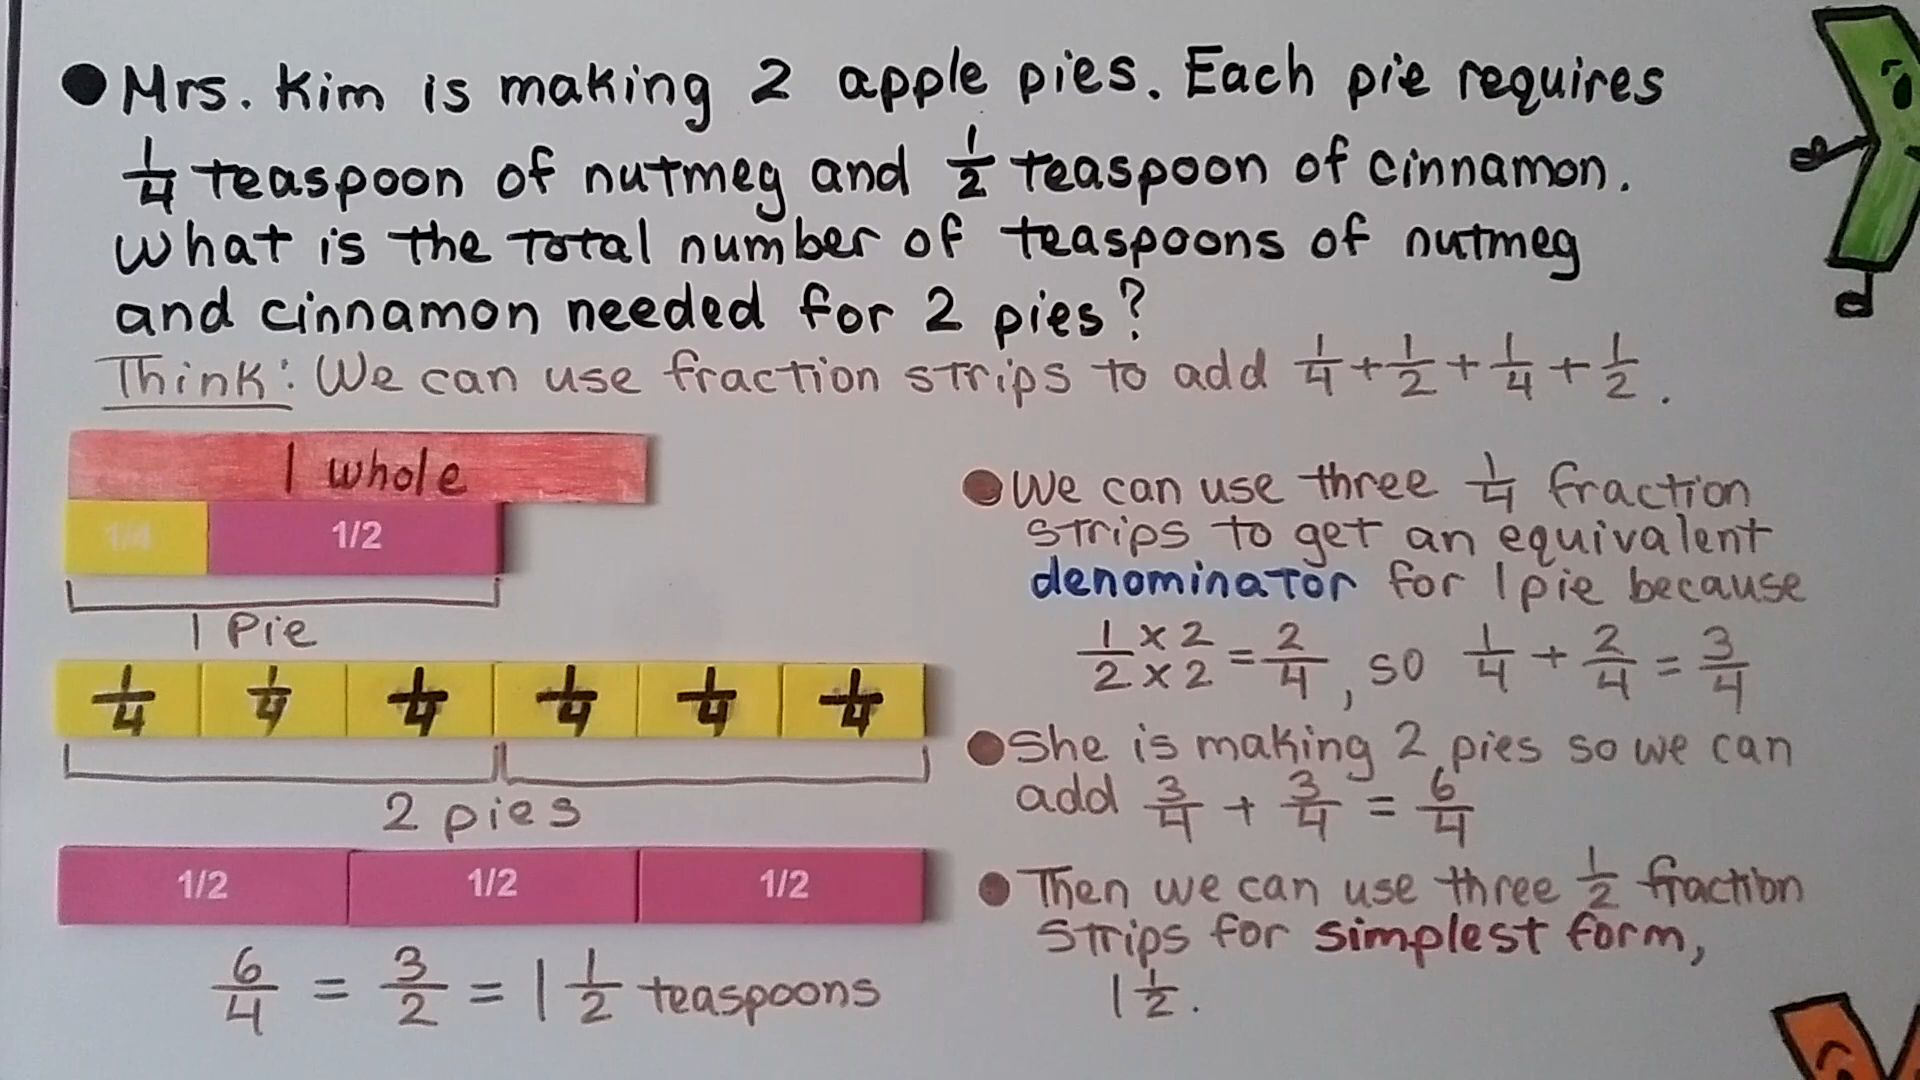 Mrs. Kim is making 2 apple pies. Each pie requires
1/4 teaspoon of nutmeg and 1/2 teaspoon of cinnamon.
What is the total number of teaspoons of nutmeg
and cinnamon needed for 2 pies?
Think: We can use fraction strips to add 1/4 + 1/2 + 1/4 + 1/2.
1 whole
1/4 1/2
1 Pie
1/4 1/4 1/4 1/4 1/4 1/4
2 pies
1/2 1/2 1/2
6/4 = 3/2 = 1 1/2 teaspoons
We can use three 1/4 fraction
strips to get an equivalent
denominator for 1 pie because
1/2 x 2 / x 2 = 2/4, so 1/4 + 2/4 = 3/4
She is making 2 pies so we can
add 3/4 + 3/4 = 6/4
Then we can use three 1/2 fraction
strips for simplest form,
1 1/2.